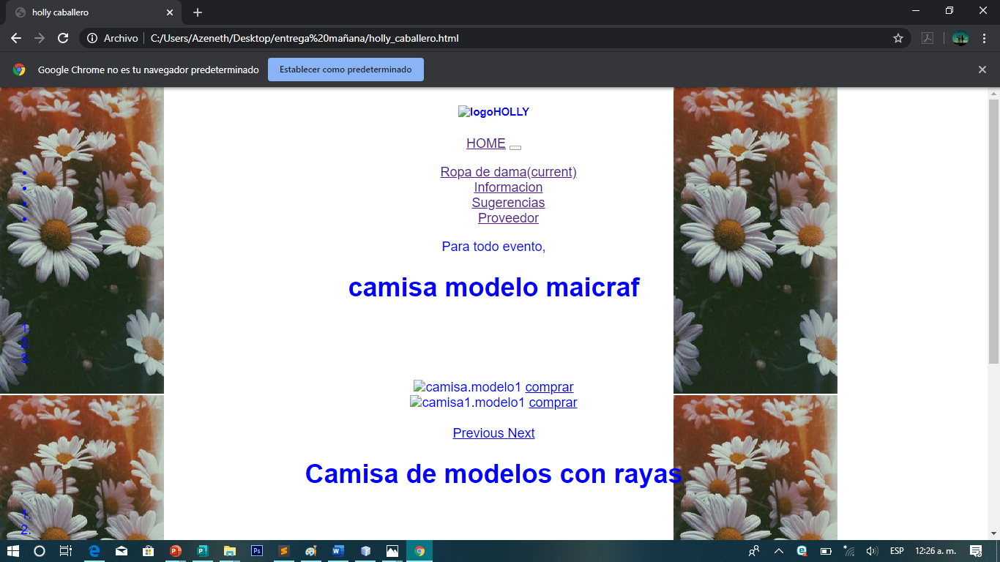 holly caballero
Archivo C:/Users/Azeneth/Desktop/entrega%20mañana/holly_caballero.html
Google Chrome no es tu navegador predeterminado Establecer como predeterminado
logoHOLLY
HOME
Ropa de dama(current)
Informacion
Sugerencias
Proveedor
Para todo evento,
camisa modelo maicraf
1.
2.
3.
camisa.modelo1 comprar
camisa1.modelo1 comprar
Previous Next
Camisa de modelos con rayas
1.
2.
ESP 12:26 a. m.